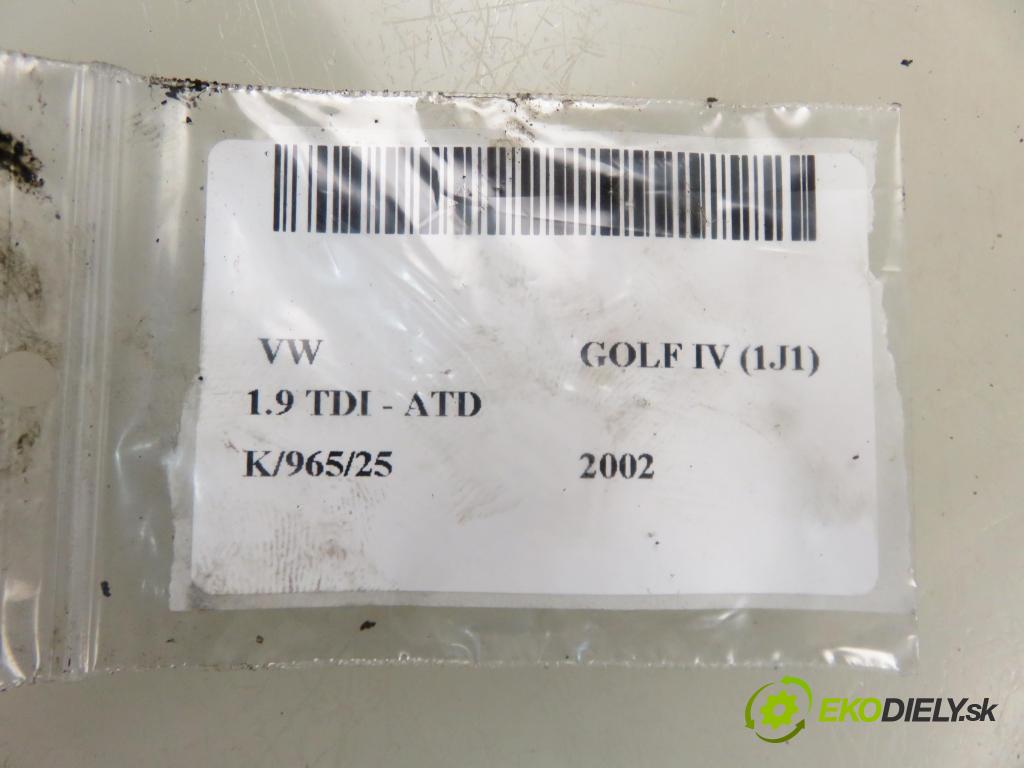 VW GOLF IV (1J1)
1.9 TDI - ATD
K/965/25 2002
EKODIELY.sk